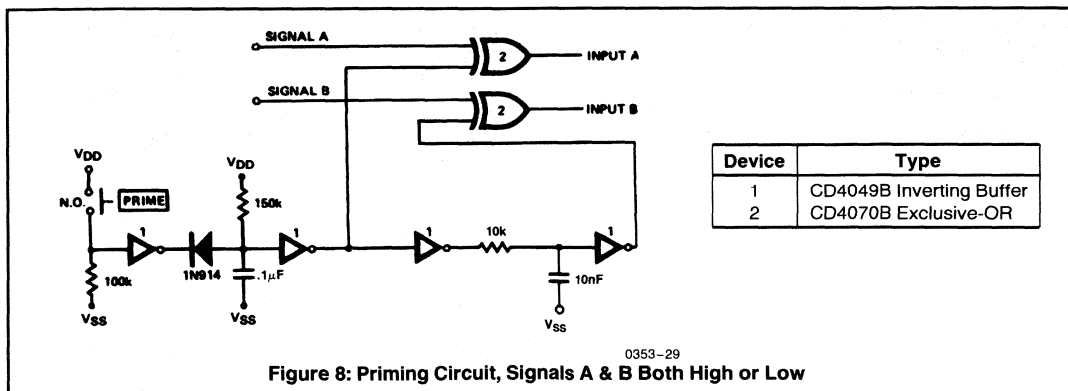 SIGNAL A
2
INPUT A
SIGNAL B
2
INPUT B
VDD
N.O.
PRIME
VDD
150k
1
1N914
1
1
10k
1
100k
.1µF
10nF
VSS
VSS
VSS
Device Type
1 CD4049B Inverting Buffer
2 CD4070B Exclusive-OR
0353-29
Figure 8: Priming Circuit, Signals A & B Both High or Low